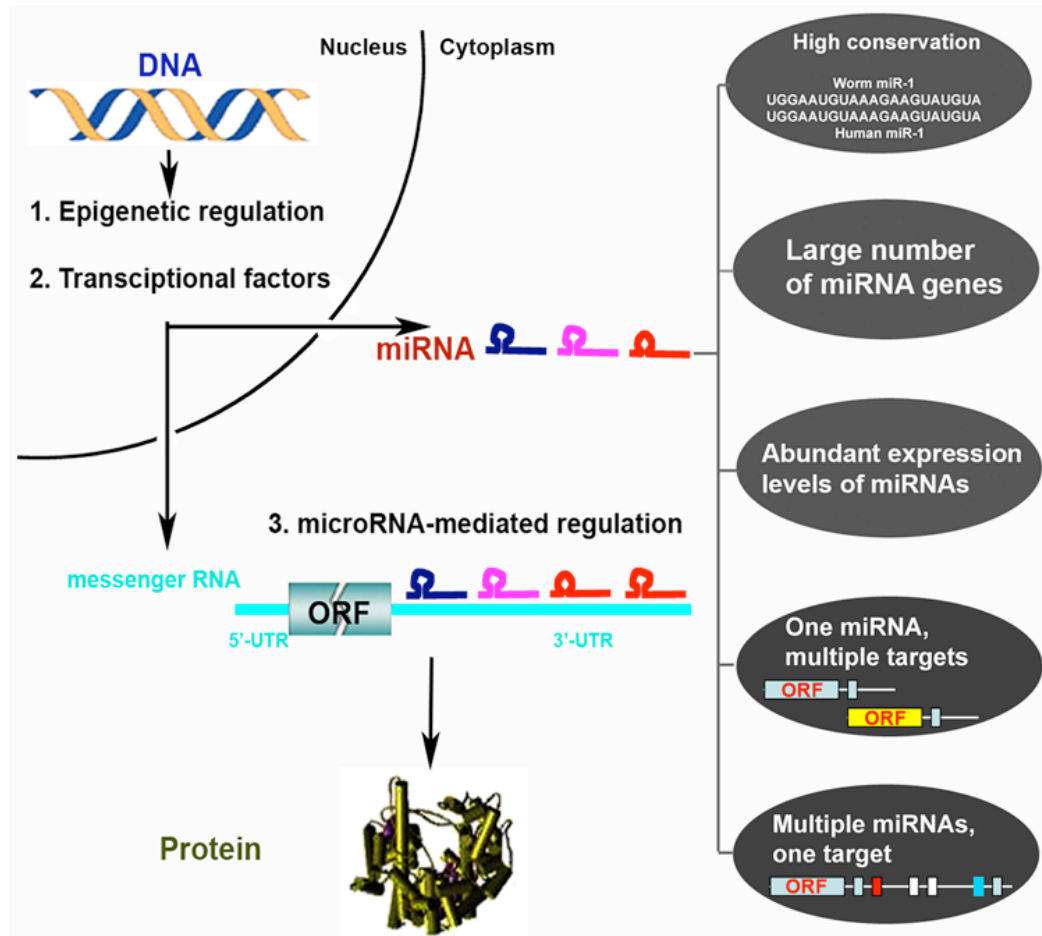 Nucleus
Cytoplasm
DNA
1. Epigenetic regulation
2. Transciptional factors
miRNA
3. microRNA-mediated regulation
messenger RNA
ORF
5'-UTR
3'-UTR
Protein
High conservation
Worm miR-1
UGGAAUGUAAAGAAGUAUGUA
UGGAAUGUAAAGAAGUAUGUA
Human miR-1
Large number
of miRNA genes
Abundant expression
levels of miRNAs
One miRNA,
multiple targets
ORF
ORF
Multiple miRNAs,
one target
ORF